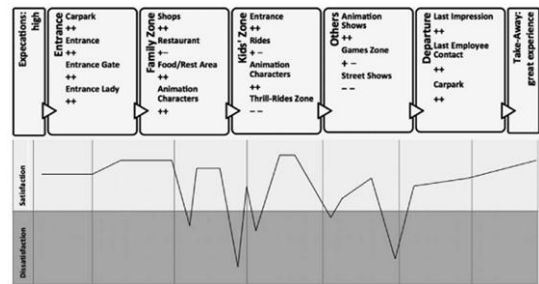 Expecations: high
Entrance
Carpark
++
Entrance
++
Entrance Gate
++
Entrance Lady
++
Family Zone
Shops
++
Restaurant
+-
Food/Rest Area
++
Animation
Characters
++
Kids' Zone
Entrance
++
Rides
+ -
Animation
Characters
++
Thrill-Rides Zone
- -
Others
Animation
Shows
++
Games Zone
+ -
Street Shows
- -
Departure
Last Impression
++
Last Employee
Contact
++
Carpark
++
Take-Away:
great experience
Satisfaction
Dissatisfaction